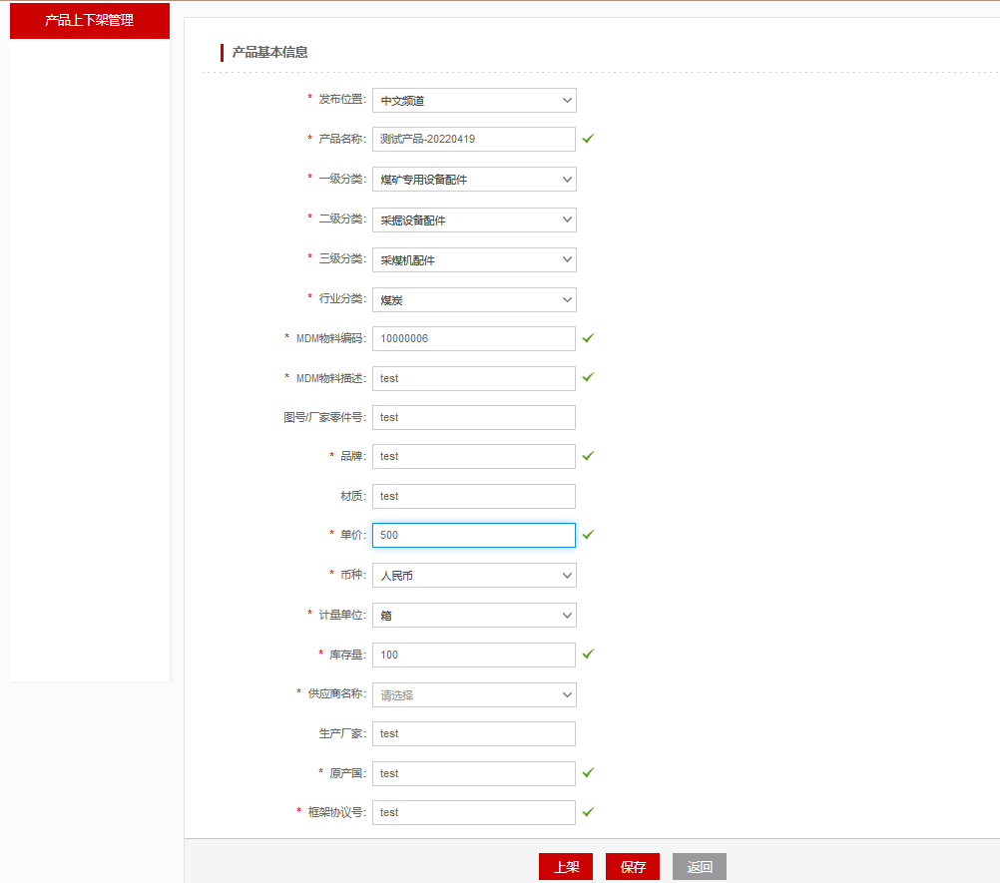 产品上下架管理
产品基本信息
* 发布位置: 中文频道
* 产品名称: 测试产品-20220419
* 一级分类: 煤矿专用设备配件
* 二级分类: 采掘设备配件
* 三级分类: 采煤机配件
* 行业分类: 煤炭
* MDM物料编码: 10000006
* MDM物料描述: test
图号/厂家零件号: test
* 品牌: test
材质: test
* 单价: 500
* 币种: 人民币
* 计量单位: 箱
* 库存量: 100
* 供应商名称: 请选择
生产厂家: test
* 原产国: test
* 框架协议号: test
上架 保存 返回